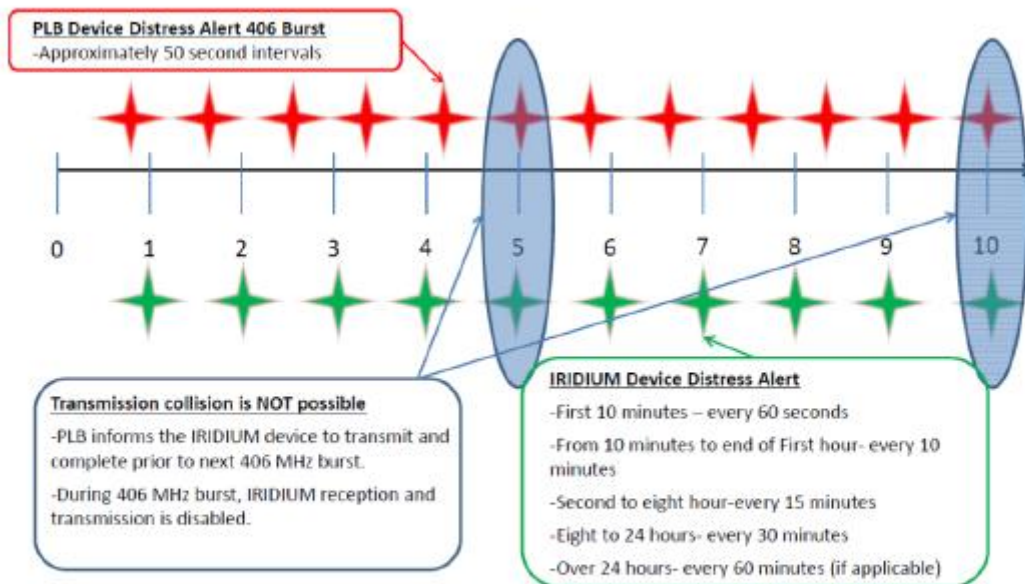 PLB Device Distress Alert 406 Burst
-Approximately 50 second intervals
0 1 2 3 4 5 6 7 8 9 10
Transmission collision is NOT possible
-PLB informs the IRIDIUM device to transmit and
complete prior to next 406 MHz burst.
-During 406 MHz burst, IRIDIUM reception and
transmission is disabled.
IRIDIUM Device Distress Alert
-First 10 minutes – every 60 seconds
-From 10 minutes to end of First hour- every 10
minutes
-Second to eight hour-every 15 minutes
-Eight to 24 hours- every 30 minutes
-Over 24 hours- every 60 minutes (if applicable)